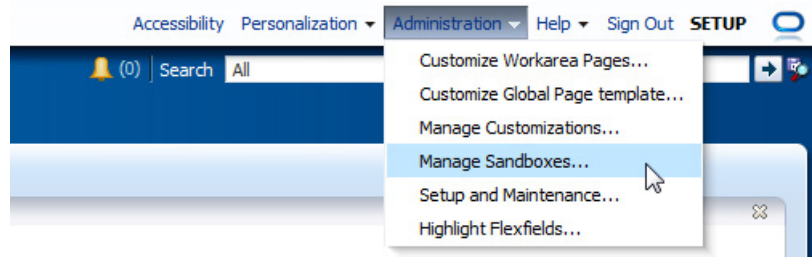 Accessibility Personalization Administration Help Sign Out SETUP
(0) Search All
Customize Workarea Pages...
Customize Global Page template...
Manage Customizations...
Manage Sandboxes...
Setup and Maintenance...
Highlight Flexfields...